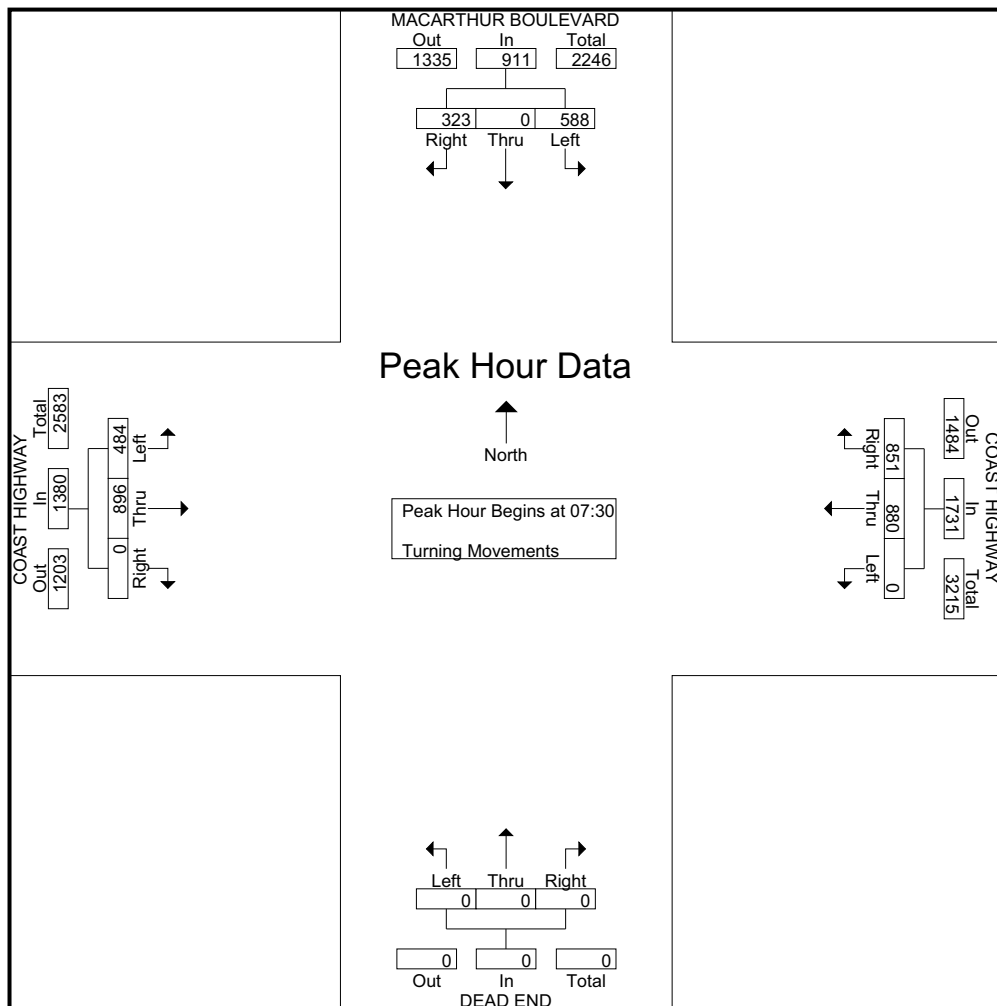 MACARTHUR BOULEVARD
Out In Total
1335 911 2246
323 0 588
Right Thru Left
Peak Hour Data
North
Peak Hour Begins at 07:30
Turning Movements
COAST HIGHWAY
Total In Out
2583 1380 1203
484 896 0
Left Thru Right
COAST HIGHWAY
Out In Total
1484 1731 3215
851 880 0
Right Thru Left
Left Thru Right
0 0 0
0 0 0
Out In Total
DEAD END